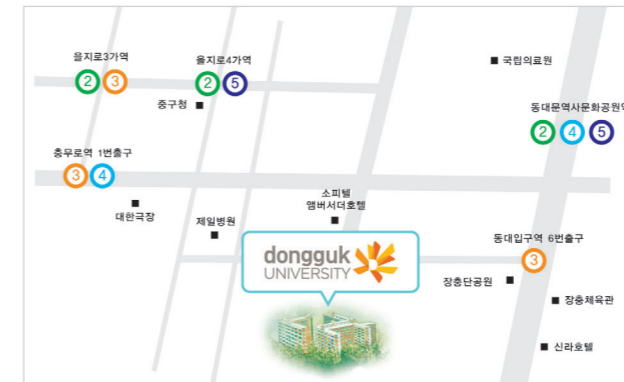 을지로3가역
2 3
을지로4가역
2 5
중구청
국립의료원
동대문역사문화공원역
2 4 5
충무로역 1번출구
3 4
대한극장
제일병원
소피텔
앰버서더호텔
dongguk
UNIVERSITY
동대입구역 6번출구
3
장충단공원
장충체육관
신라호텔